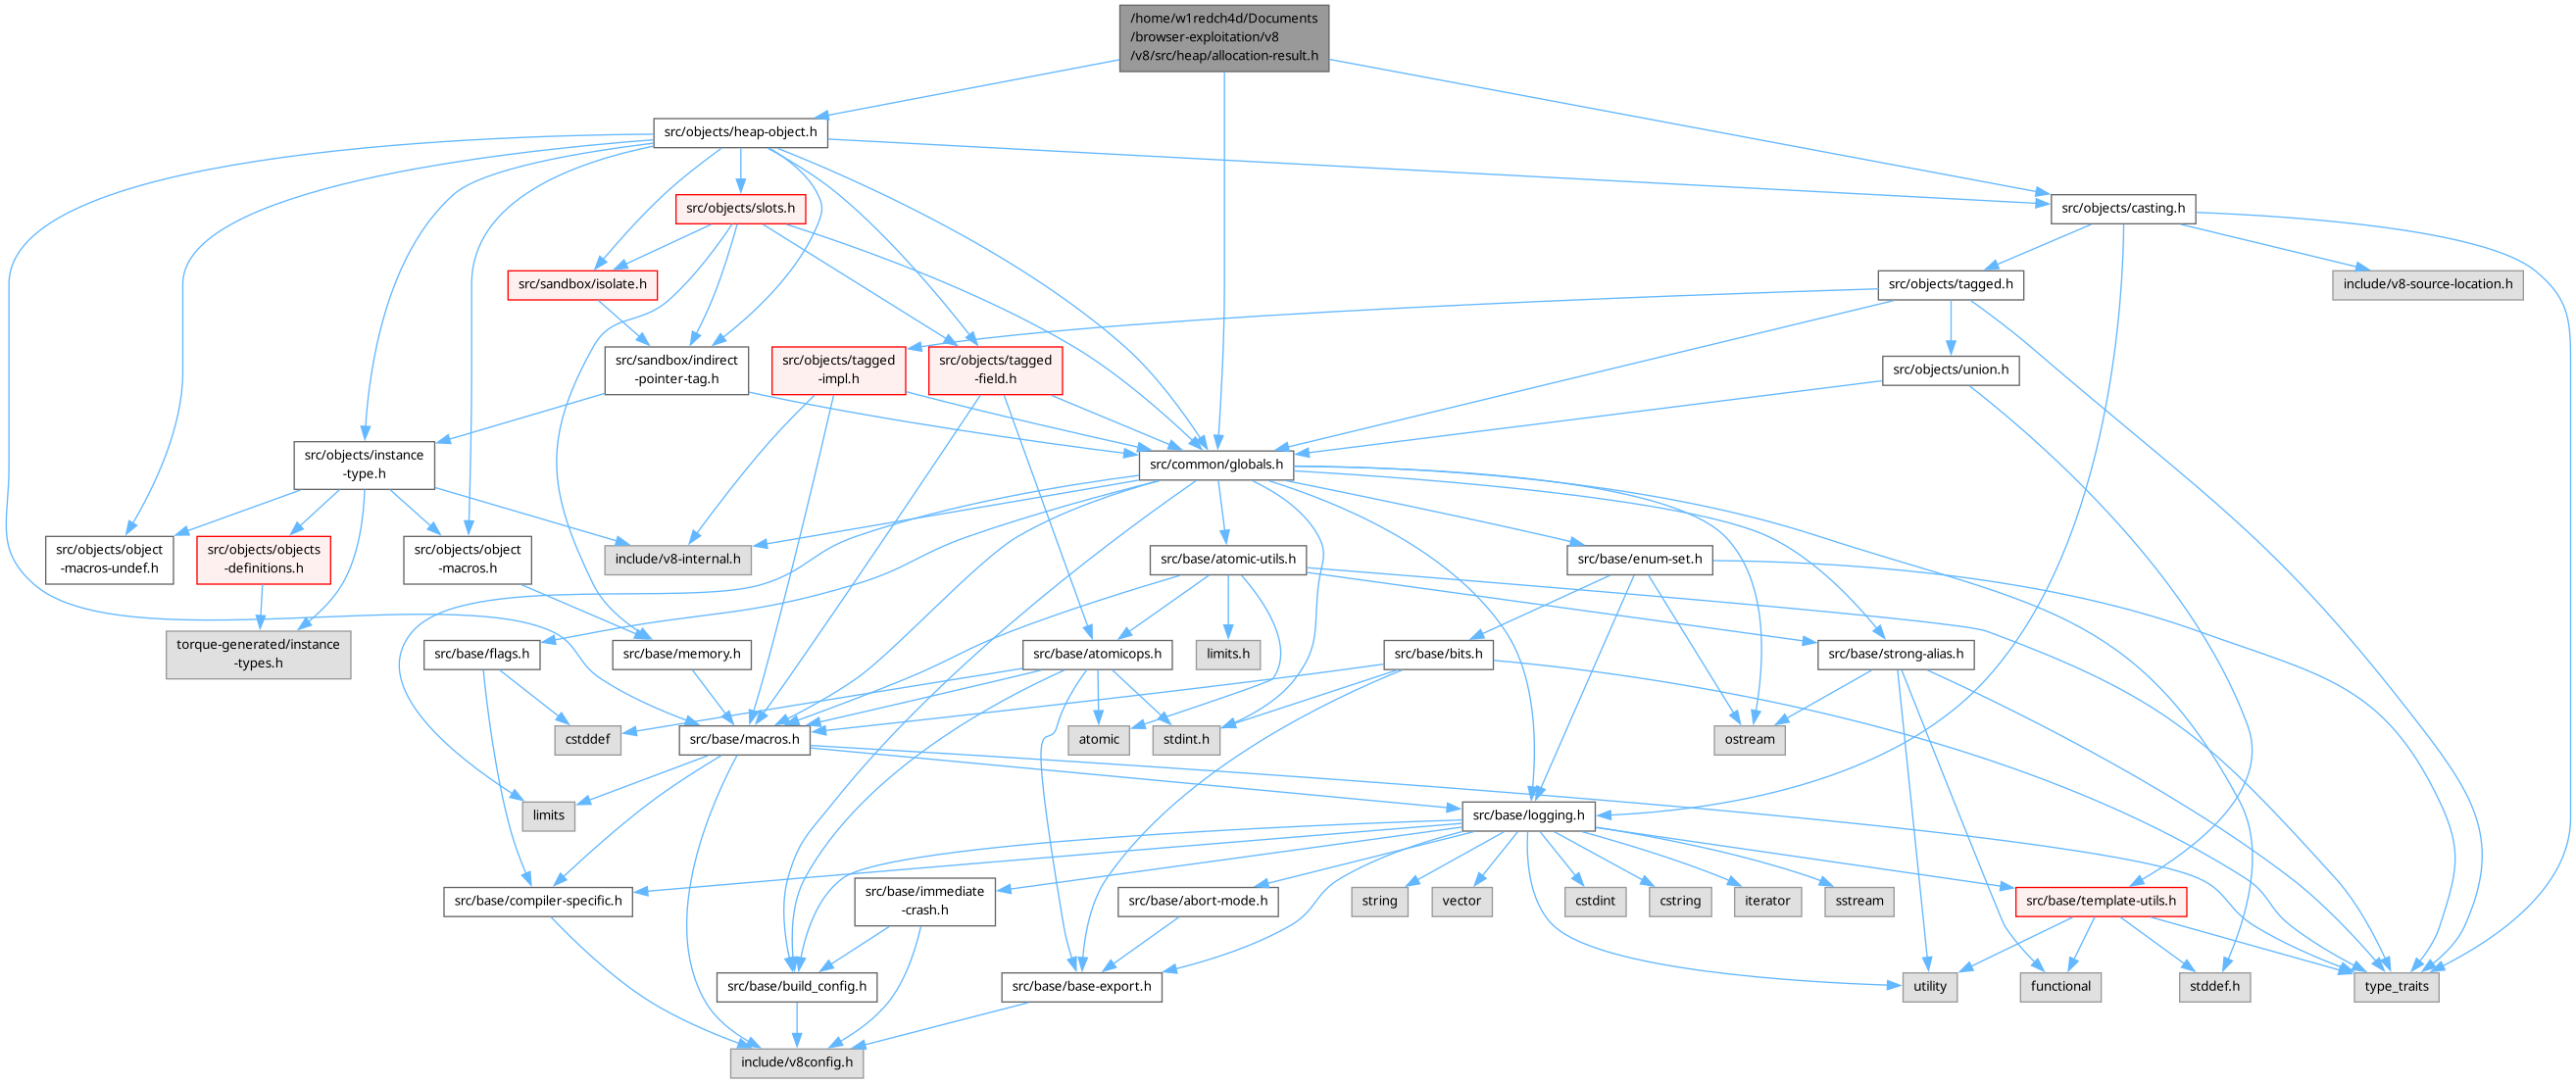 /home/w1redch4d/Documents
/browser-exploitation/v8
/v8/src/heap/allocation-result.h
src/objects/heap-object.h
src/objects/slots.h
src/objects/casting.h
src/sandbox/isolate.h
src/objects/tagged.h
include/v8-source-location.h
src/sandbox/indirect
-pointer-tag.h
src/objects/tagged
-impl.h
src/objects/tagged
-field.h
src/objects/union.h
src/objects/instance
-type.h
src/common/globals.h
src/objects/object
-macros-undef.h
src/objects/objects
-definitions.h
src/objects/object
-macros.h
include/v8-internal.h
src/base/atomic-utils.h
src/base/enum-set.h
torque-generated/instance
-types.h
src/base/flags.h
src/base/memory.h
src/base/atomicops.h
limits.h
src/base/bits.h
src/base/strong-alias.h
cstddef
src/base/macros.h
atomic
stdint.h
ostream
limits
src/base/logging.h
src/base/compiler-specific.h
src/base/immediate
-crash.h
src/base/abort-mode.h
string
vector
cstdint
cstring
iterator
sstream
src/base/template-utils.h
src/base/build_config.h
src/base/base-export.h
utility
functional
stddef.h
type_traits
include/v8config.h